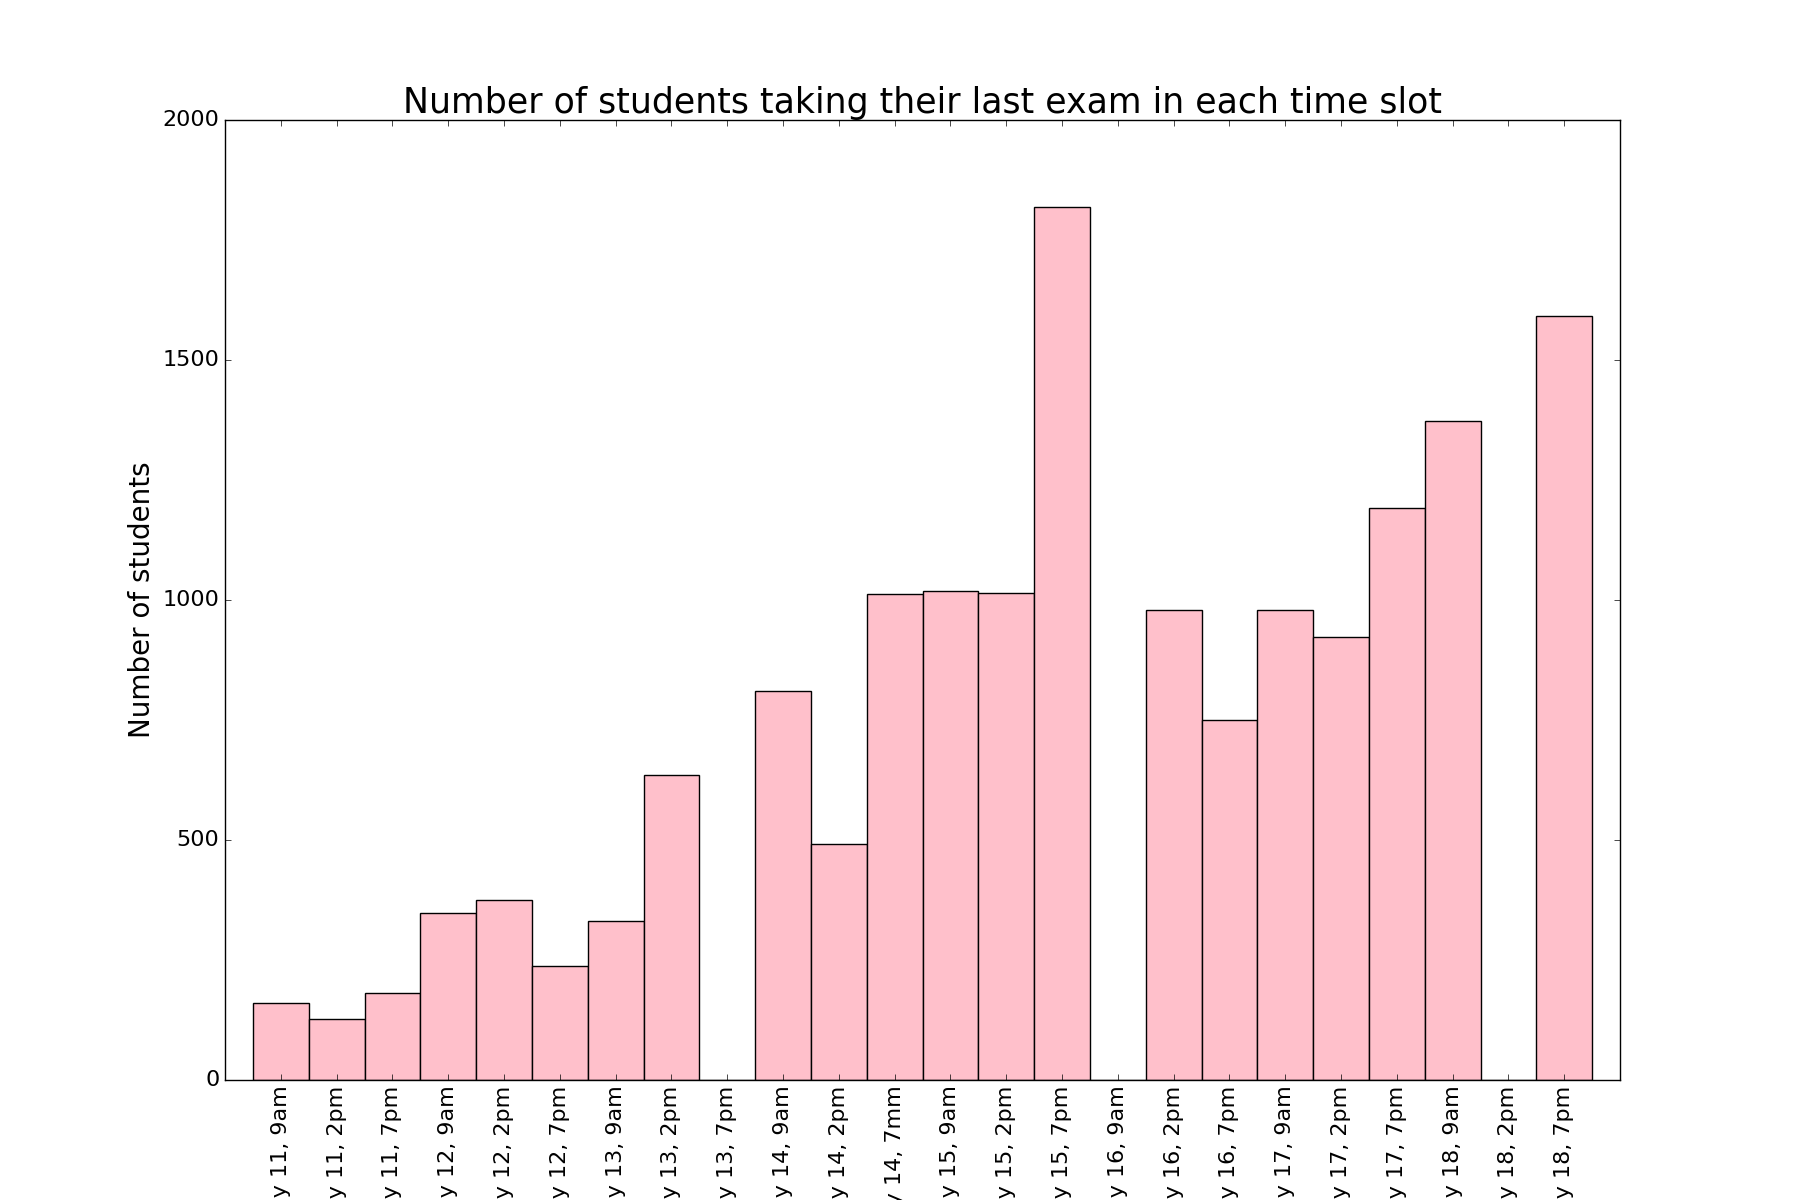 Number of students taking their last exam in each time slot
2000
1500
1000
500
0
Number of students
y 11, 9am
y 11, 2pm
y 11, 7pm
y 12, 9am
y 12, 2pm
y 12, 7pm
y 13, 9am
y 13, 2pm
y 13, 7pm
y 14, 9am
y 14, 2pm
y 14, 7mm
y 15, 9am
y 15, 2pm
y 15, 7pm
y 16, 9am
y 16, 2pm
y 16, 7pm
y 17, 9am
y 17, 2pm
y 17, 7pm
y 18, 9am
y 18, 2pm
y 18, 7pm